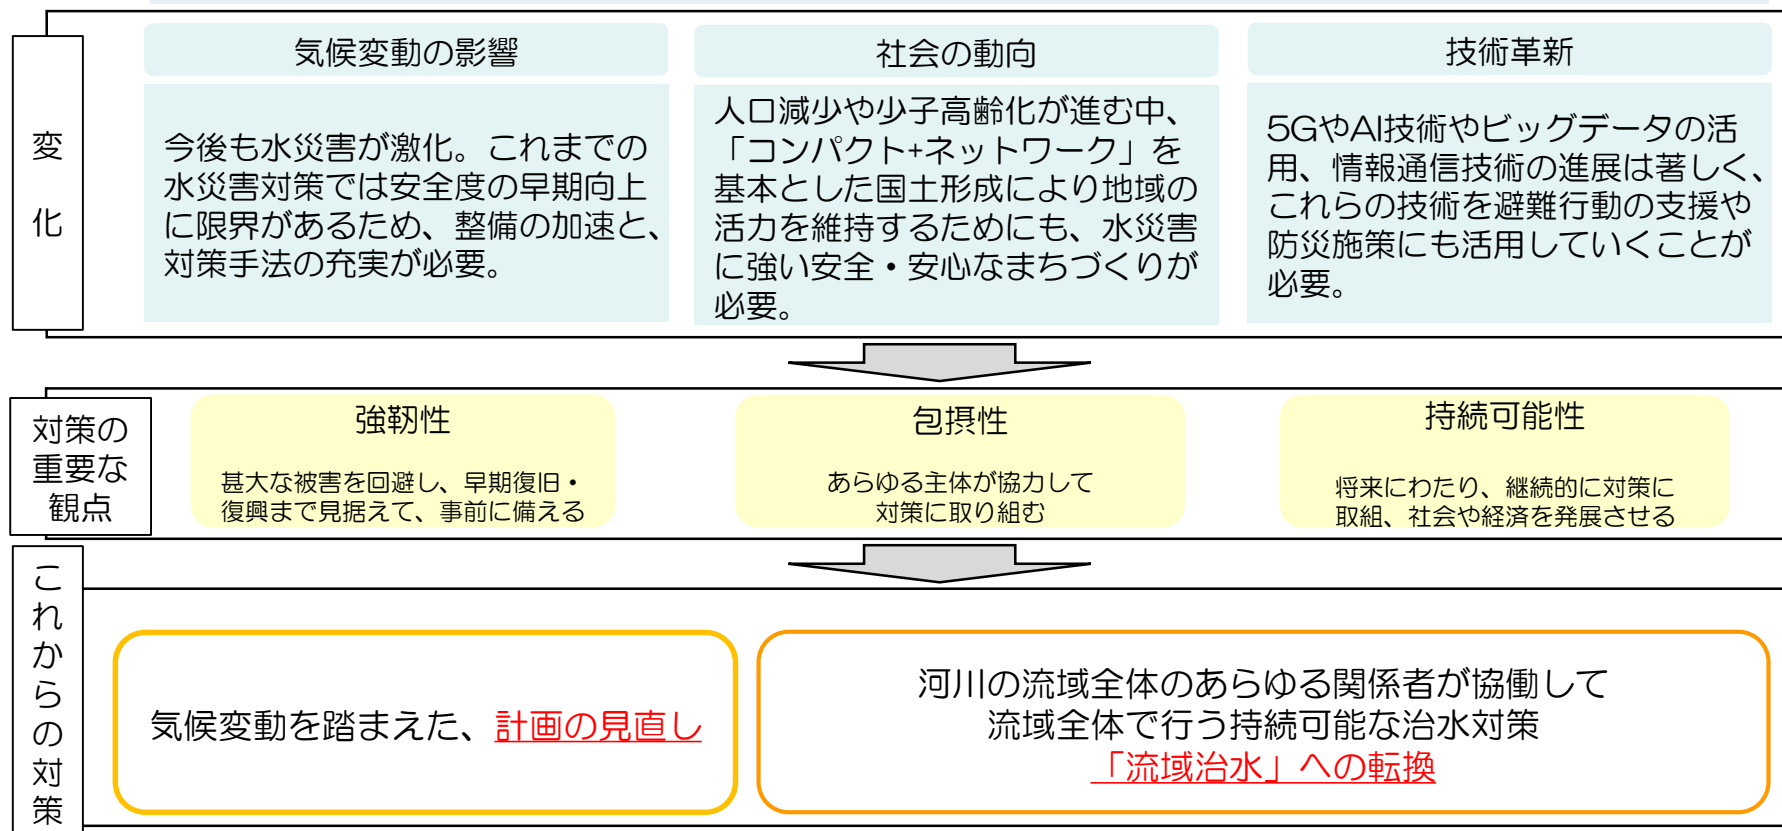 変化
気候変動の影響
今後も水災害が激化。これまでの
水災害対策では安全度の早期向上
に限界があるため、整備の加速と、
対策手法の充実が必要。
社会の動向
人口減少や少子高齢化が進む中、
「コンパクト+ネットワーク」を
基本とした国土形成により地域の
活力を維持するためにも、水災害
に強い安全・安心なまちづくりが
必要。
技術革新
5GやAI技術やビッグデータの活
用、情報通信技術の進展は著しく、
これらの技術を避難行動の支援や
防災施策にも活用していくことが
必要。
対策の
重要な
観点
強靭性
甚大な被害を回避し、早期復旧・
復興まで見据えて、事前に備える
包摂性
あらゆる主体が協力して
対策に取り組む
持続可能性
将来にわたり、継続的に対策に
取組、社会や経済を発展させる
これからの対策
気候変動を踏まえた、計画の見直し
河川の流域全体のあらゆる関係者が協働して
流域全体で行う持続可能な治水対策
「流域治水」への転換